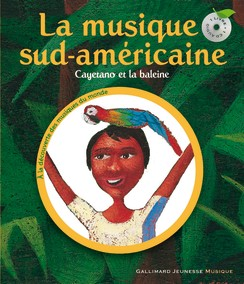 La musique
sud-américaine
Cayetano et la baleine
A la découverte des musiques du monde
GALLIMARD JEUNESSE MUSIQUE